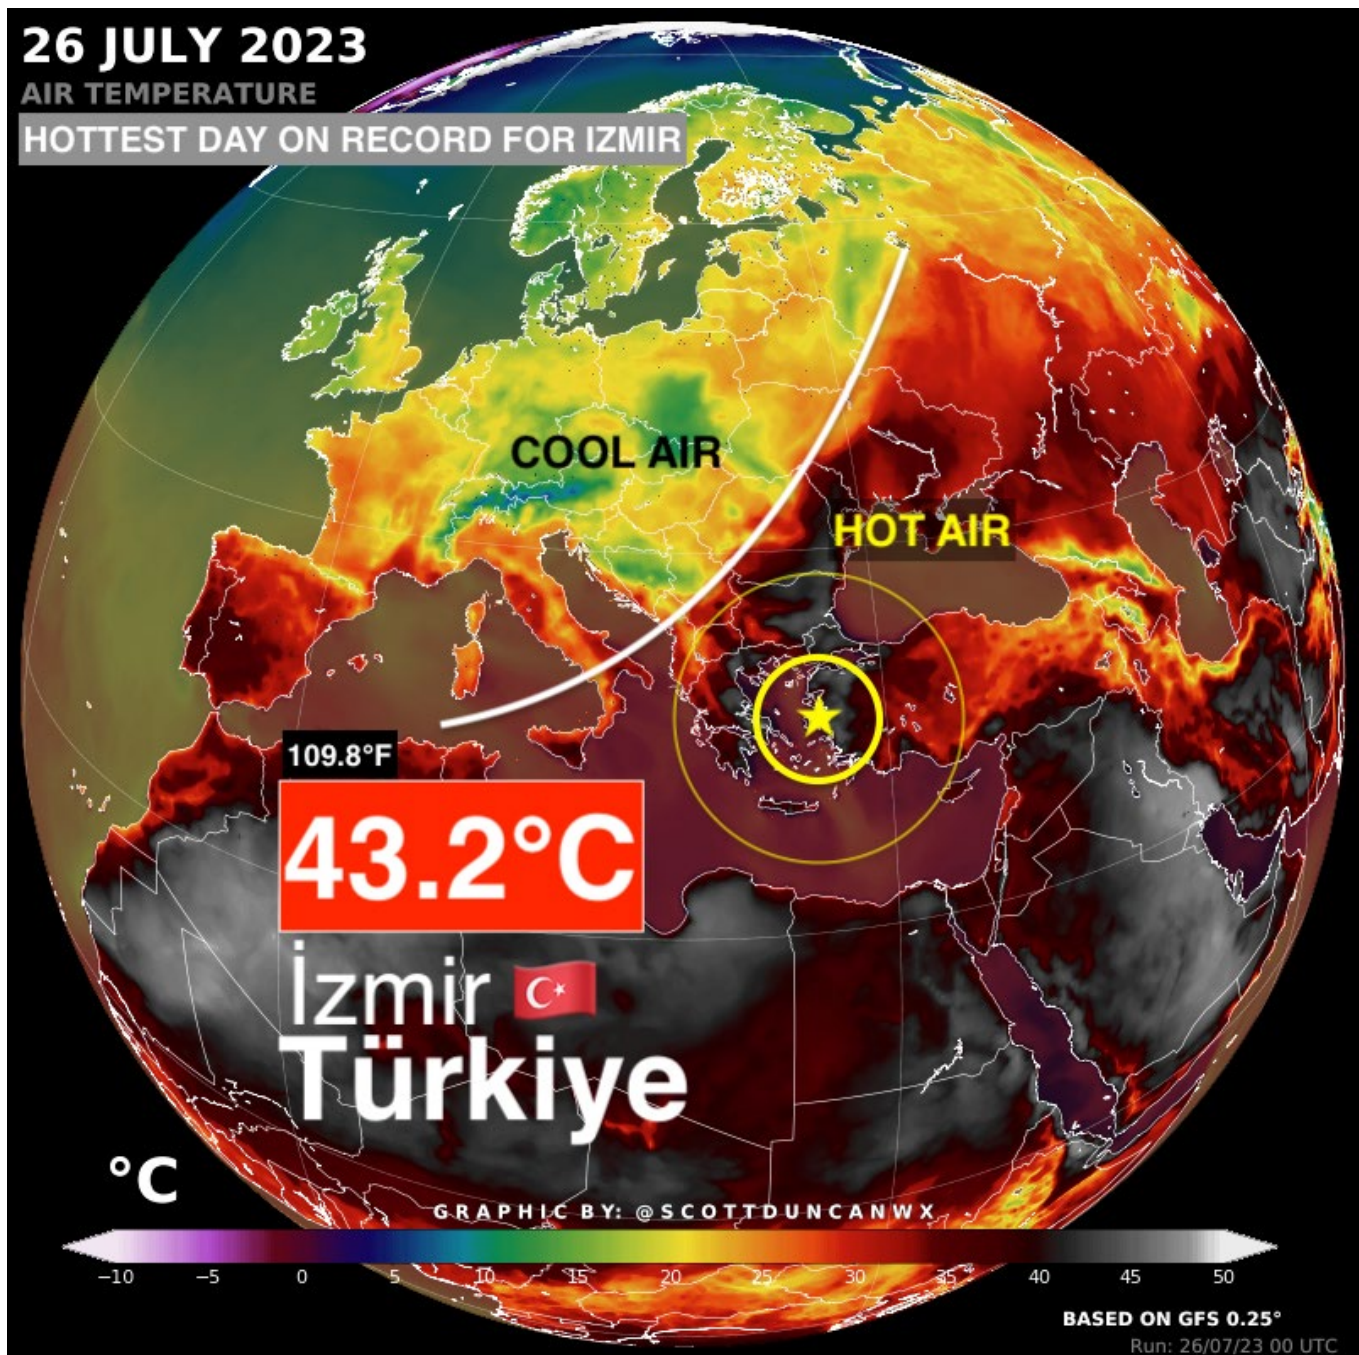 26 JULY 2023
AIR TEMPERATURE
HOTTEST DAY ON RECORD FOR IZMIR
COOL AIR
HOT AIR
109.8°F
43.2°C
İzmir
Türkiye
°C
GRAPHIC BY: @SCOTTDUNCANWX
−10 −5 0 5 10 15 20 25 30 35 40 45 50
BASED ON GFS 0.25°
Run: 26/07/23 00 UTC